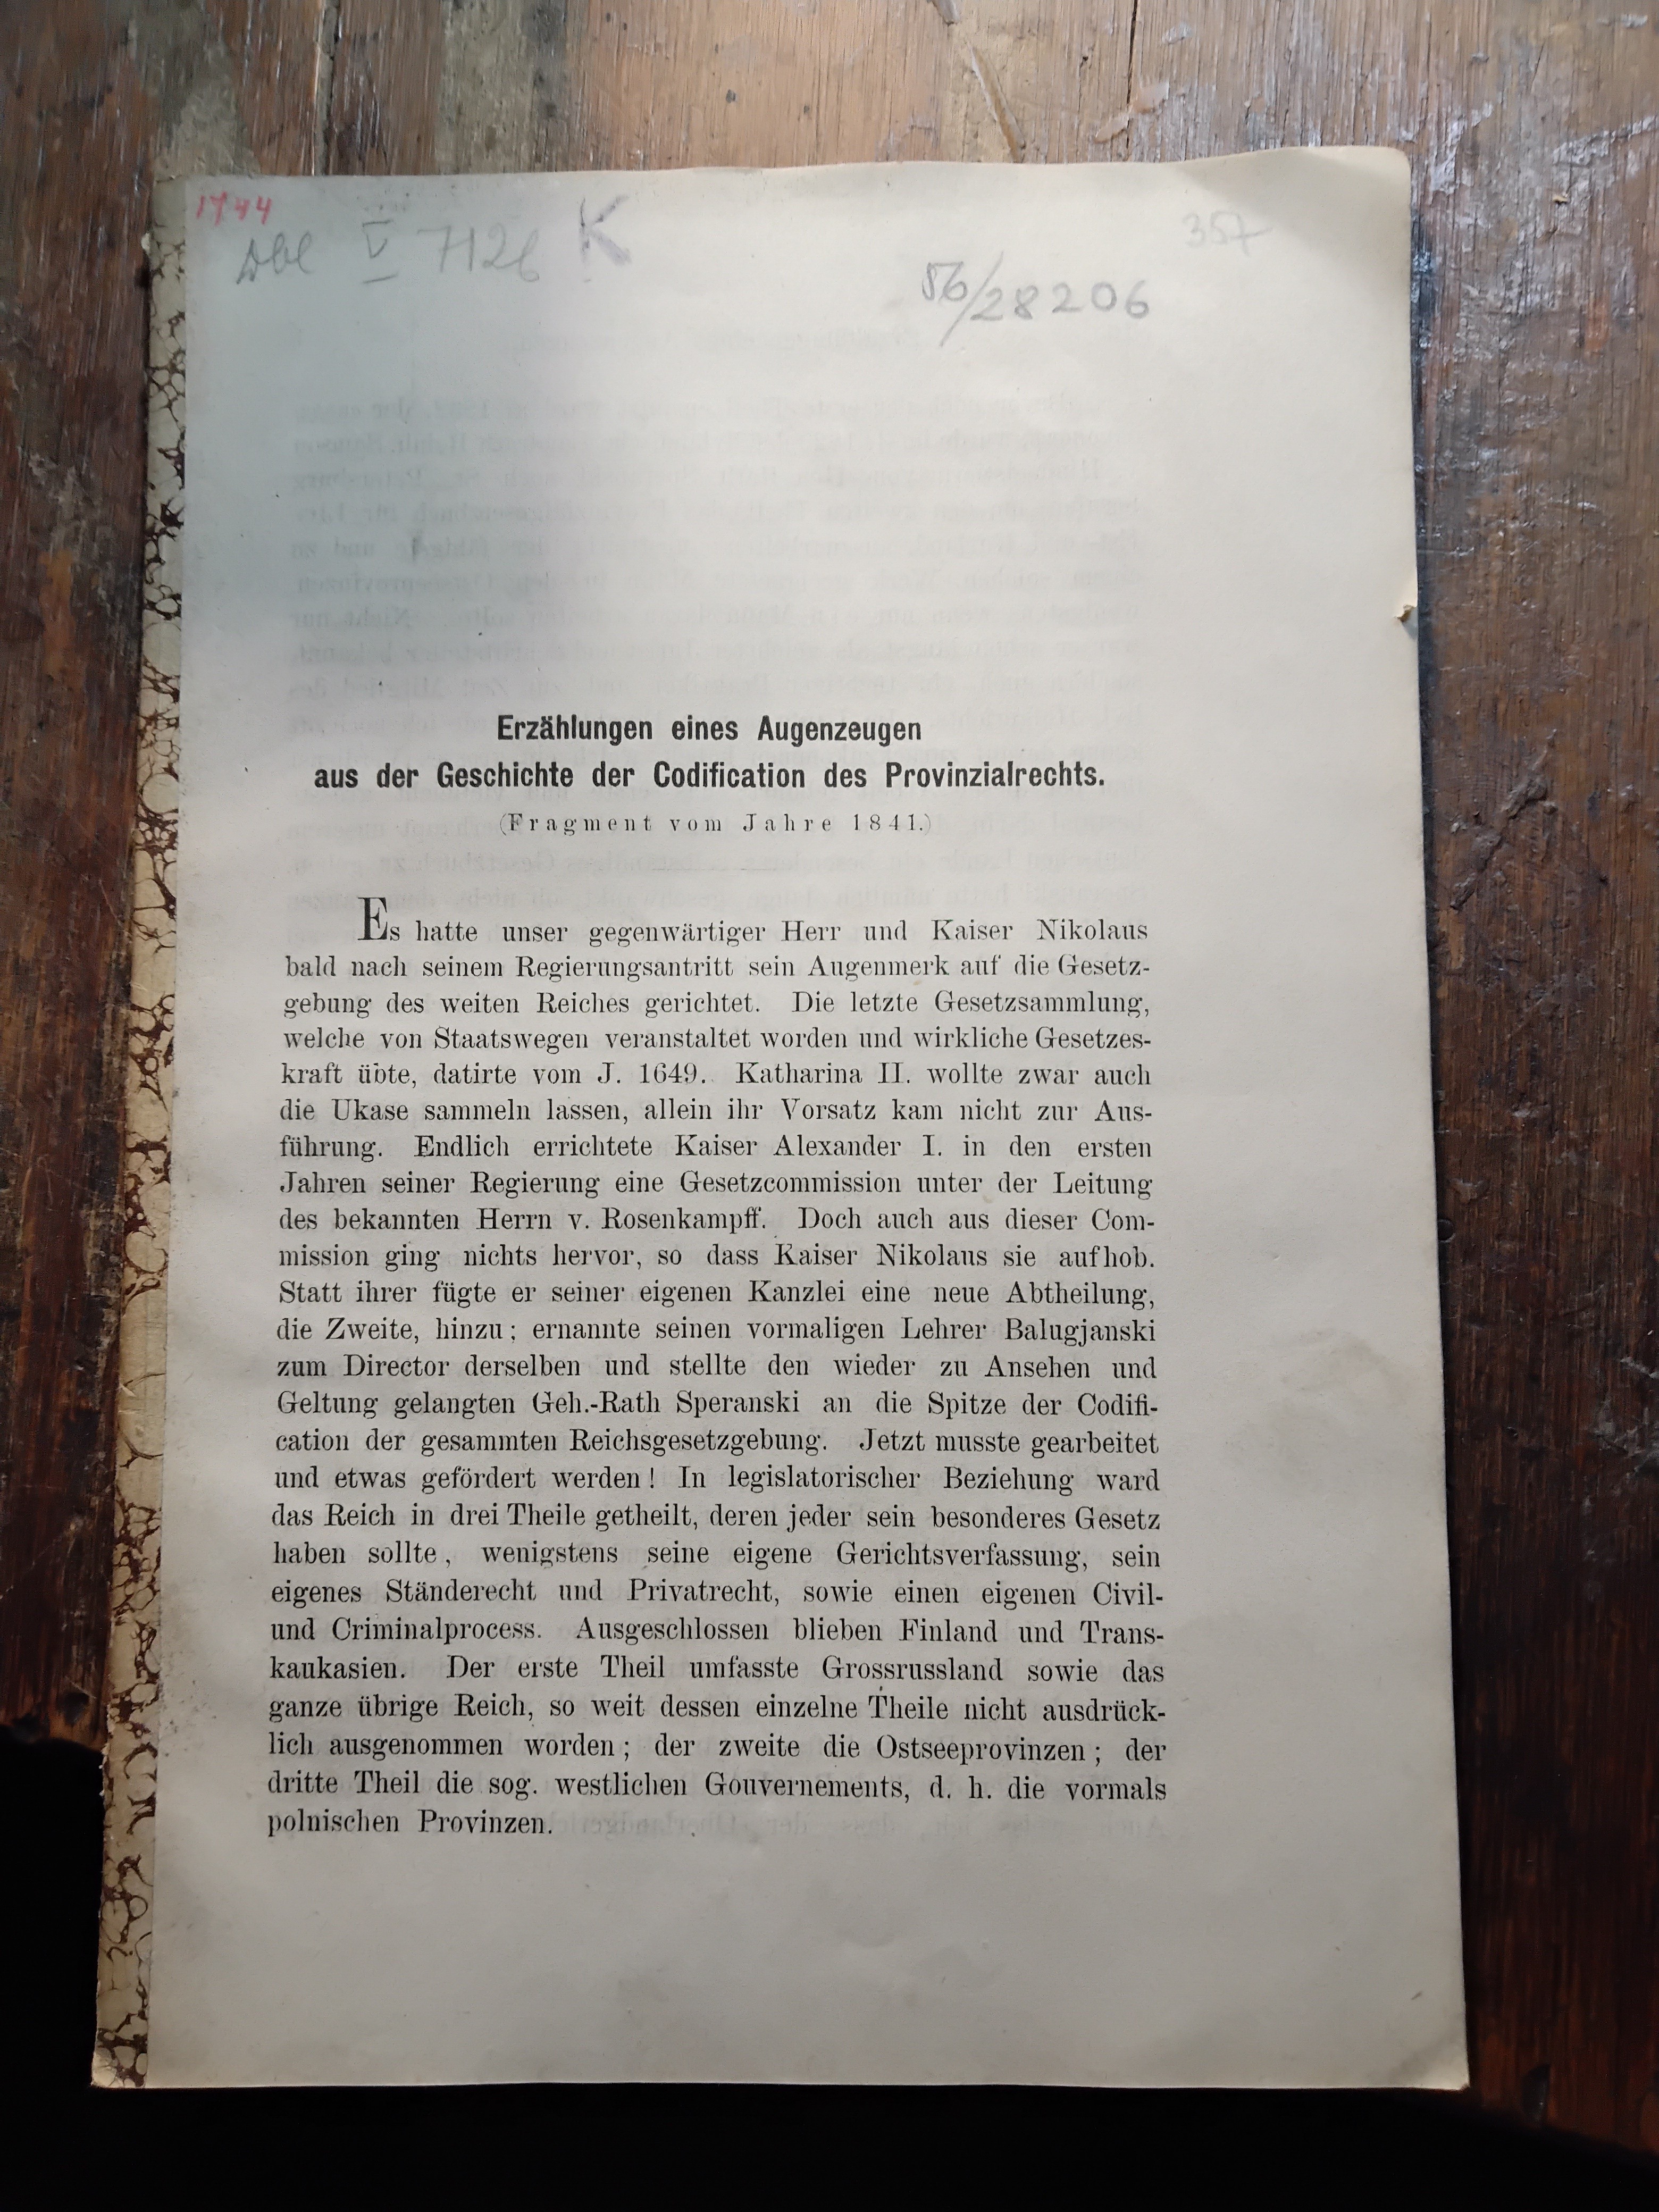 1744
Dbl V 7126 K
357
56/28206
Erzählungen eines Augenzeugen
aus der Geschichte der Codification des Provinzialrechts.
(Fragment vom Jahre 1841.)
Es hatte unser gegenwärtiger Herr und Kaiser Nikolaus
bald nach seinem Regierungsantritt sein Augenmerk auf die Gesetz-
gebung des weiten Reiches gerichtet. Die letzte Gesetzsammlung,
welche von Staatswegen veranstaltet worden und wirkliche Gesetzes-
kraft übte, datirte vom J. 1649. Katharina II. wollte zwar auch
die Ukase sammeln lassen, allein ihr Vorsatz kam nicht zur Aus-
führung. Endlich errichtete Kaiser Alexander I. in den ersten
Jahren seiner Regierung eine Gesetzcommission unter der Leitung
des bekannten Herrn v. Rosenkampff. Doch auch aus dieser Com-
mission ging nichts hervor, so dass Kaiser Nikolaus sie aufhob.
Statt ihrer fügte er seiner eigenen Kanzlei eine neue Abtheilung,
die Zweite, hinzu; ernannte seinen vormaligen Lehrer Balugjanski
zum Director derselben und stellte den wieder zu Ansehen und
Geltung gelangten Geh.-Rath Speranski an die Spitze der Codifi-
cation der gesammten Reichsgesetzgebung. Jetzt musste gearbeitet
und etwas gefördert werden! In legislatorischer Beziehung ward
das Reich in drei Theile getheilt, deren jeder sein besonderes Gesetz
haben sollte, wenigstens seine eigene Gerichtsverfassung, sein
eigenes Ständerecht und Privatrecht, sowie einen eigenen Civil-
und Criminalprocess. Ausgeschlossen blieben Finland und Trans-
kaukasien. Der erste Theil umfasste Grossrussland sowie das
ganze übrige Reich, so weit dessen einzelne Theile nicht ausdrück-
lich ausgenommen worden; der zweite die Ostseeprovinzen; der
dritte Theil die sog. westlichen Gouvernements, d. h. die vormals
polnischen Provinzen.